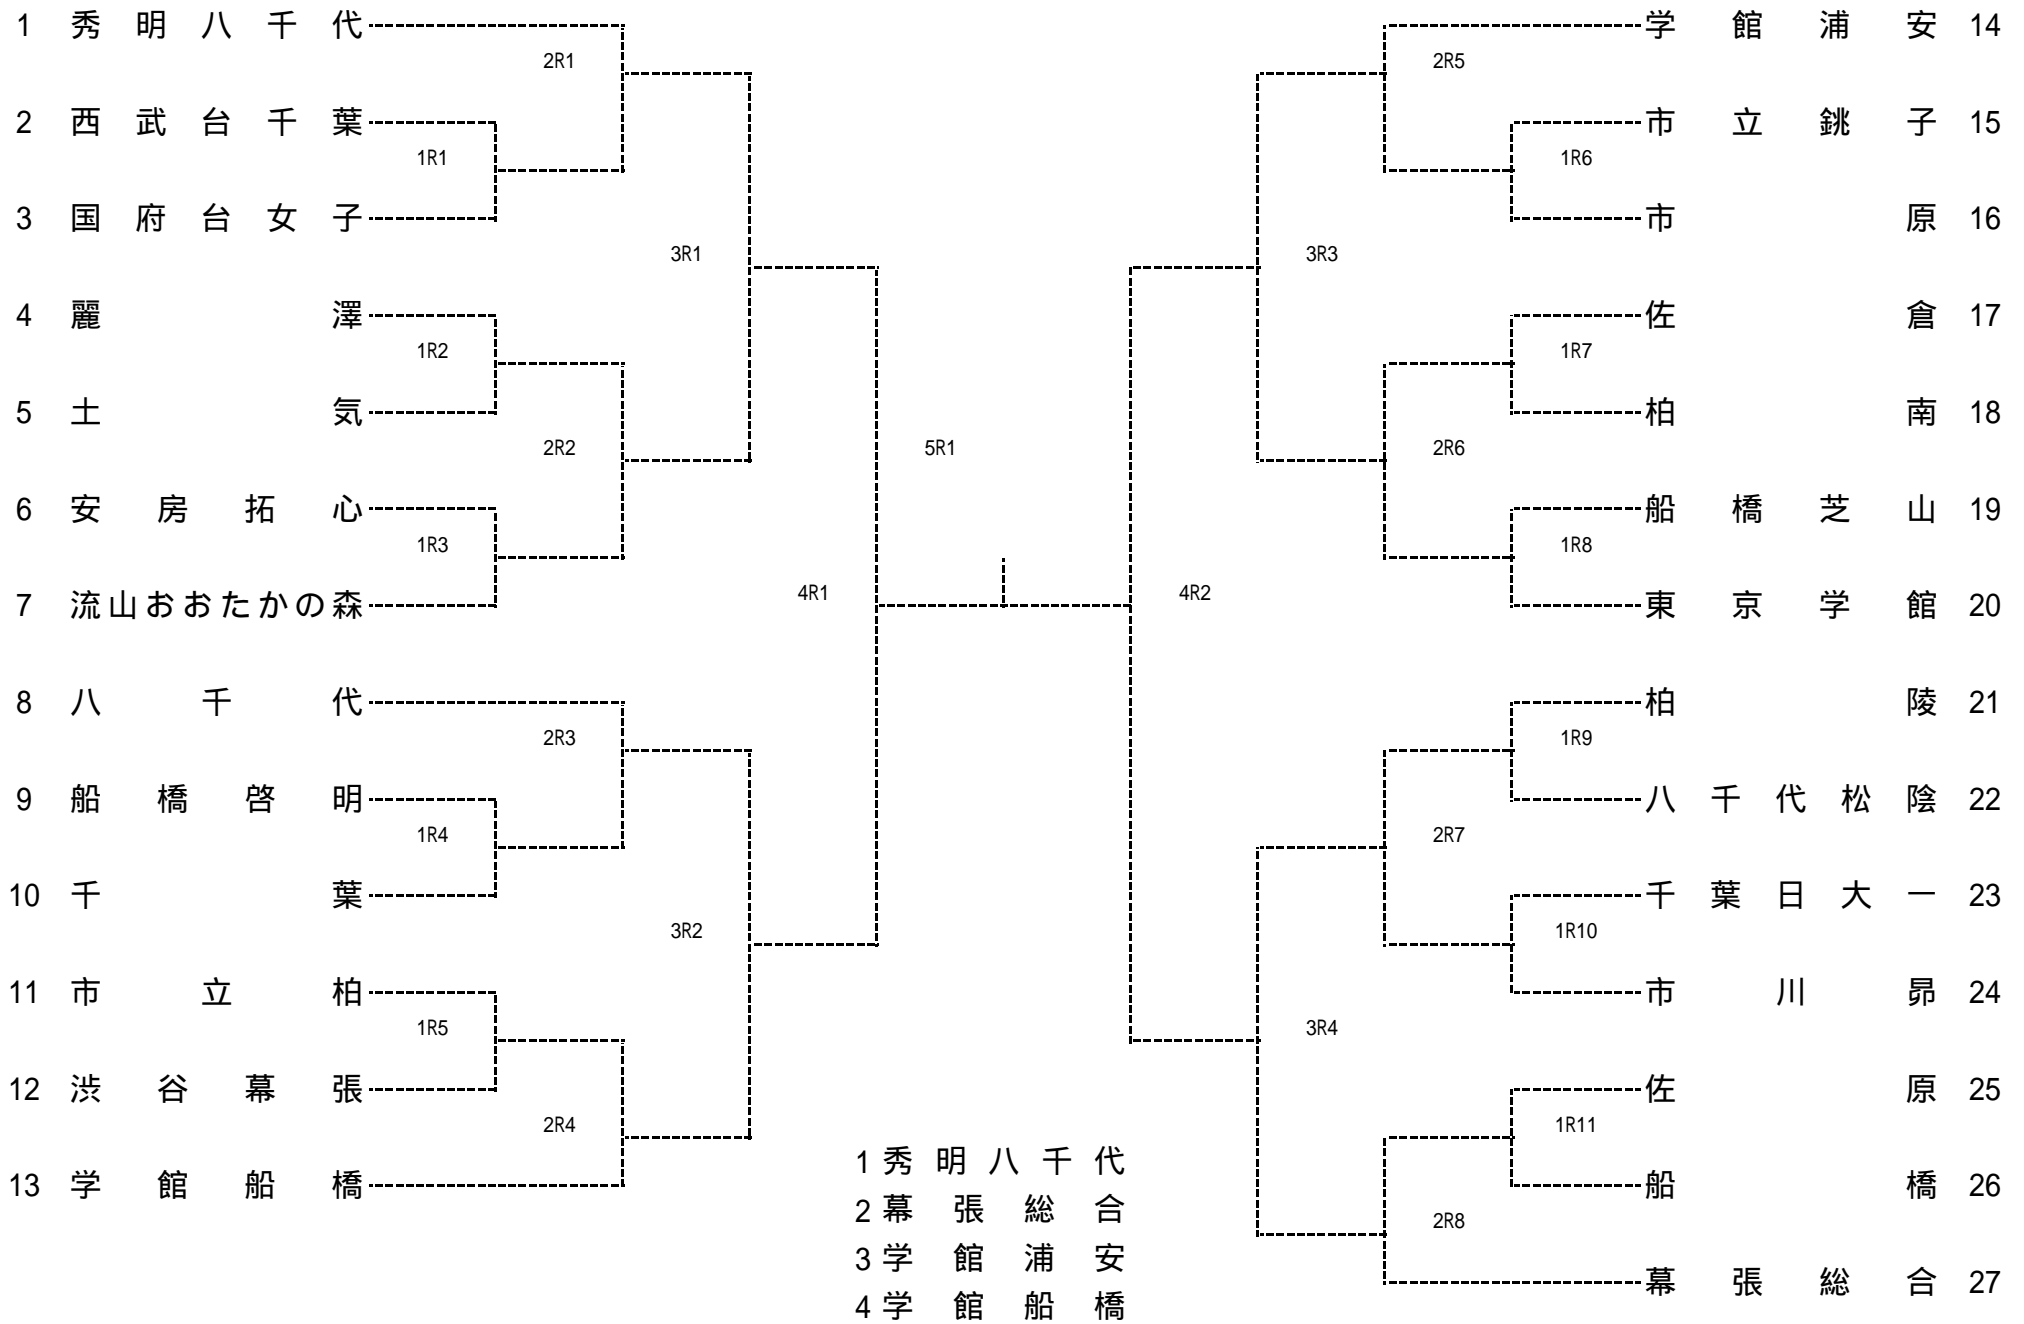 1 秀明八千代
2R1
2 西武台千葉
1R1
3 国府台女子
3R1
4 麗澤
1R2
5 土気
2R2
6 安房拓心
1R3
7 流山おおたかの森
4R1
8 八千代
2R3
9 船橋啓明
1R4
10 千葉
3R2
11 市立柏
1R5
12 渋谷幕張
2R4
13 学館船橋
5R1
学館浦安 14
2R5
市立銚子 15
1R6
市原 16
3R3
佐倉 17
1R7
柏南 18
2R6
船橋芝山 19
1R8
東京学館 20
4R2
柏陵 21
1R9
八千代松陰 22
2R7
千葉日大一 23
1R10
市川昴 24
3R4
佐原 25
1R11
船橋 26
2R8
幕張総合 27
1 秀明八千代
2 幕張総合
3 学館浦安
4 学館船橋